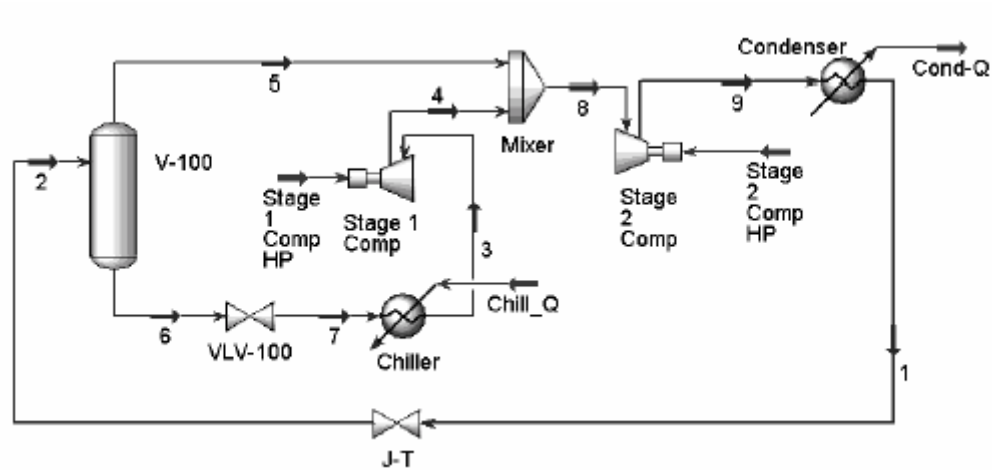 Condenser
Cond-Q
5
4
8
9
Mixer
2
V-100
Stage
1
Comp
HP
Stage 1
Comp
3
Stage
2
Comp
Stage
2
Comp
HP
Chill_Q
6
VLV-100
7
Chiller
1
J-T